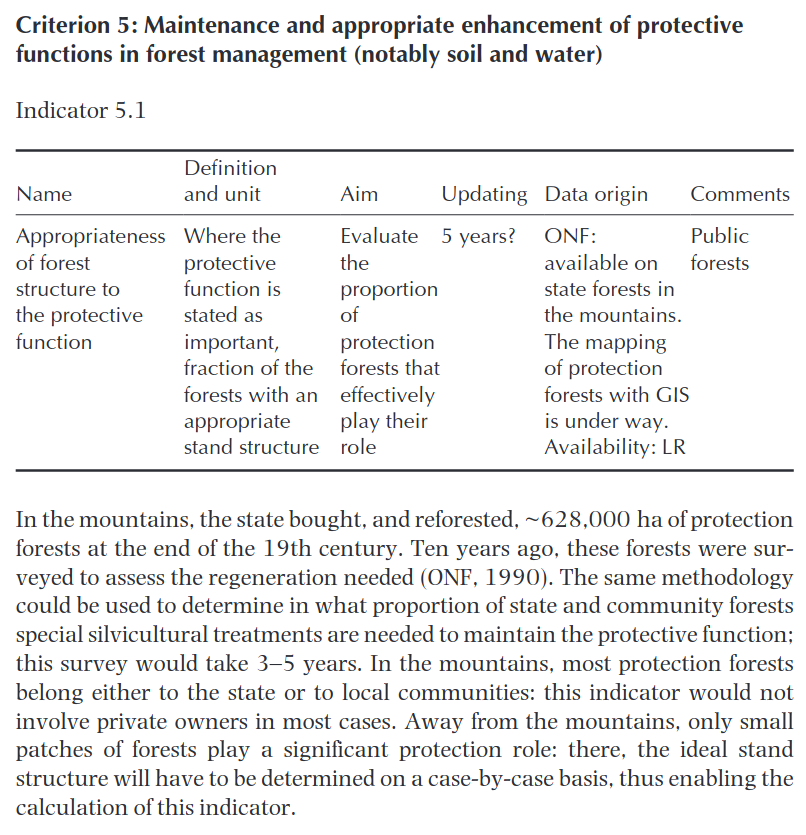 Criterion 5: Maintenance and appropriate enhancement of protective
functions in forest management (notably soil and water)
Indicator 5.1
Definition
Name and unit Aim Updating Data origin Comments
Appropriateness Where the Evaluate 5 years? ONF: Public
of forest protective the available on forests
structure to function is proportion state forests in
the protective stated as of the mountains.
function important, protection The mapping
fraction of the forests that of protection
forests with an effectively forests with GIS
appropriate play their is under way.
stand structure role Availability: LR
In the mountains, the state bought, and reforested, ~628,000 ha of protection
forests at the end of the 19th century. Ten years ago, these forests were sur-
veyed to assess the regeneration needed (ONF, 1990). The same methodology
could be used to determine in what proportion of state and community forests
special silvicultural treatments are needed to maintain the protective function;
this survey would take 3–5 years. In the mountains, most protection forests
belong either to the state or to local communities: this indicator would not
involve private owners in most cases. Away from the mountains, only small
patches of forests play a significant protection role: there, the ideal stand
structure will have to be determined on a case-by-case basis, thus enabling the
calculation of this indicator.